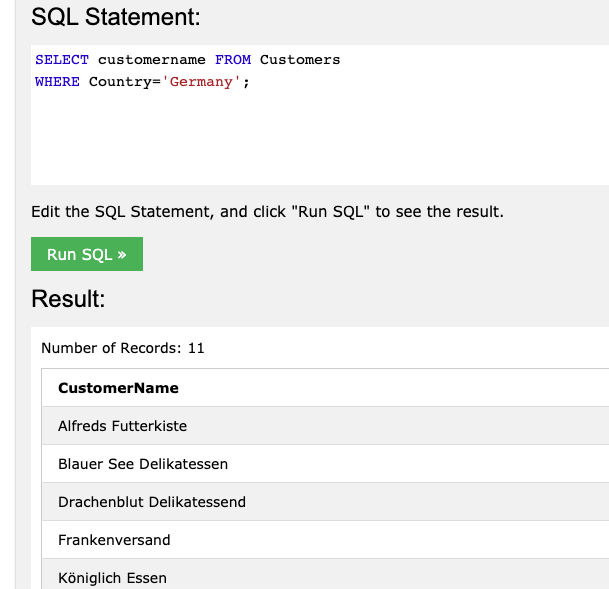 SQL Statement:
SELECT customername FROM Customers
WHERE Country='Germany';
Edit the SQL Statement, and click "Run SQL" to see the result.
Run SQL »
Result:
Number of Records: 11
CustomerName
Alfreds Futterkiste
Blauer See Delikatessen
Drachenblut Delikatessend
Frankenversand
Königlich Essen